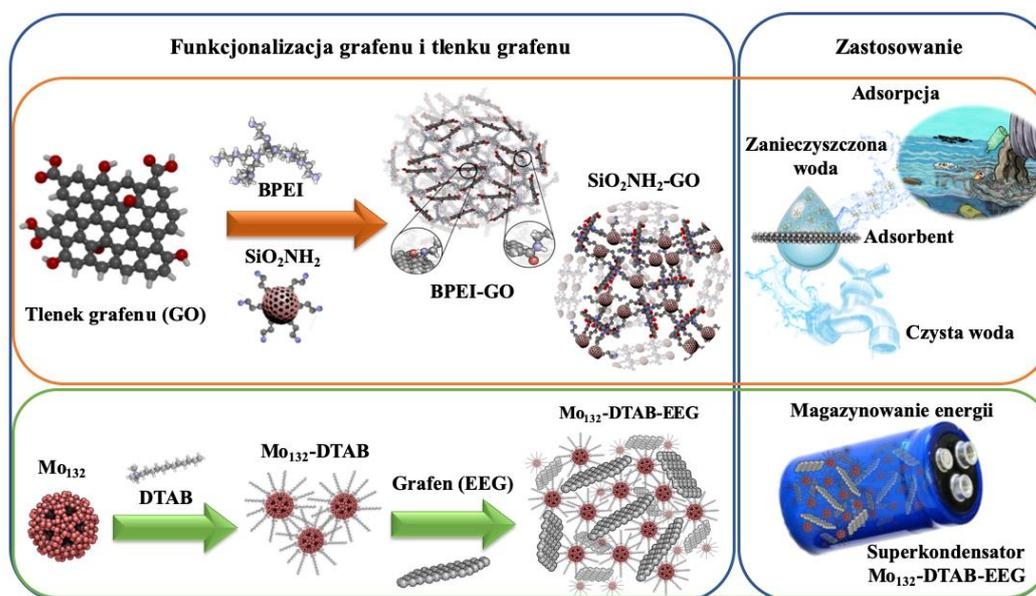 Funkcjonalizacja grafenu i tlenku grafenu
Zastosowanie
BPEI
SiO₂NH₂
Tlenek grafenu (GO)
BPEI-GO
SiO₂NH₂-GO
Adsorpcja
Zanieczyszczona
woda
Adsorbent
Czysta woda
Mo₁₃₂
DTAB
Mo₁₃₂-DTAB
Grafen (EEG)
Mo₁₃₂-DTAB-EEG
Magazynowanie energii
Superkondensator
Mo₁₃₂-DTAB-EEG